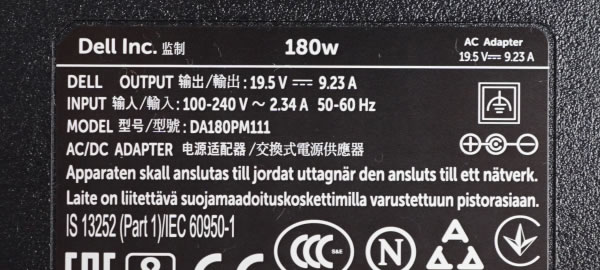 Dell Inc. 监制
180w
AC Adapter
19.5 V⎓ 9.23 A
DELL OUTPUT 输出/輸出 : 19.5 V ⎓ 9.23 A
INPUT 输入/輸入 : 100-240 V ~ 2.34 A 50-60 Hz
MODEL 型号/型號 : DA180PM111
AC/DC ADAPTER 电源适配器 /交換式電源供應器
Apparaten skall anslutas till jordat uttagnär den ansluts till ett nätverk.
Laite on liitettävä suojamaadoituskoskettimilla varustettuun pistorasiaan.
IS 13252 (Part 1)/IEC 60950-1
CCC S&E
N
A